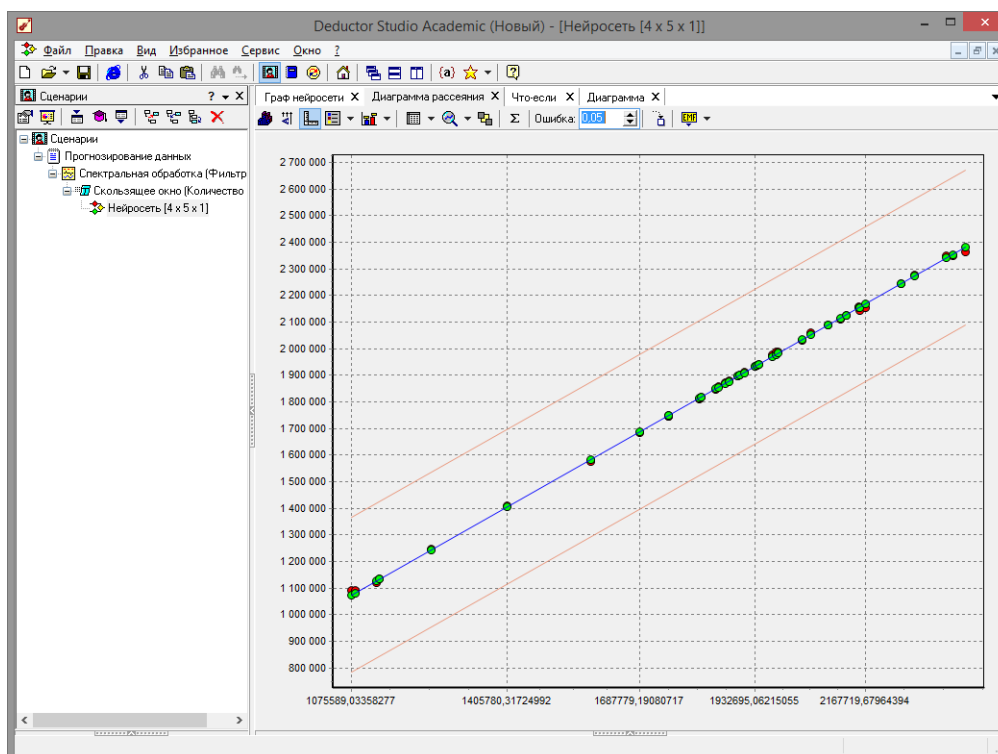 Deductor Studio Academic (Новый) - [Нейросеть [4 x 5 x 1]]
Файл Правка Вид Избранное Сервис Окно ?
Сценарии
Граф нейросети X Диаграмма рассеяния X Что-если X Диаграмма X
Σ Ошибка: 0,05
Сценарии
Прогнозирование данных
Спектральная обработка (Фильтр
Скользящее окно (Количество
Нейросеть [4 x 5 x 1]
2 700 000
2 600 000
2 500 000
2 400 000
2 300 000
2 200 000
2 100 000
2 000 000
1 900 000
1 800 000
1 700 000
1 600 000
1 500 000
1 400 000
1 300 000
1 200 000
1 100 000
1 000 000
900 000
800 000
1075589,03358277 1405780,31724992 1687779,19080717 1932695,06215055 2167719,67964394